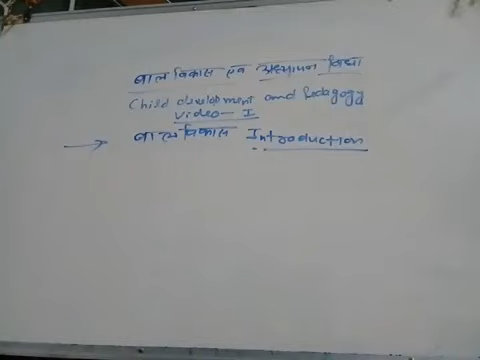 बाल विकास एवं अध्यापन विधा
Child development and Pedagogy
Video- I
बाल विकास Introduction